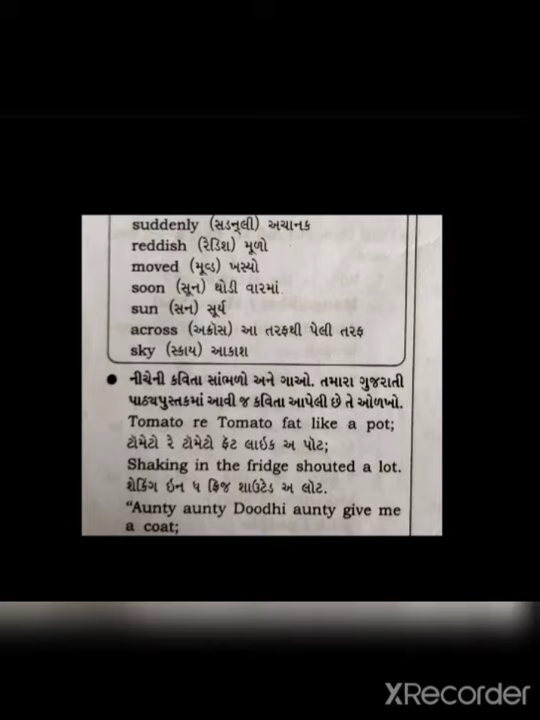 suddenly (સડન્લી) અચાનક
reddish (રેડિશ) મૂળો
moved (મૂવ્ડ) ખસ્યો
soon (સૂન) થોડી વારમાં
sun (સન) સૂર્ય
across (અક્રૉસ) આ તરફથી પેલી તરફ
sky (સ્કાય) આકાશ
● નીચેની કવિતા સાંભળો અને ગાઓ. તમારા ગુજરાતી
પાઠ્યપુસ્તકમાં આવી જ કવિતા આપેલી છે તે ઓળખો.
Tomato re Tomato fat like a pot;
ટૉમેટો રે ટૉમેટો ફૅટ લાઇક અ પોટ;
Shaking in the fridge shouted a lot.
શેકિંગ ઇન ધ ફ્રિજ શાઉટેડ અ લોટ.
“Aunty aunty Doodhi aunty give me
a coat;
XRecorder